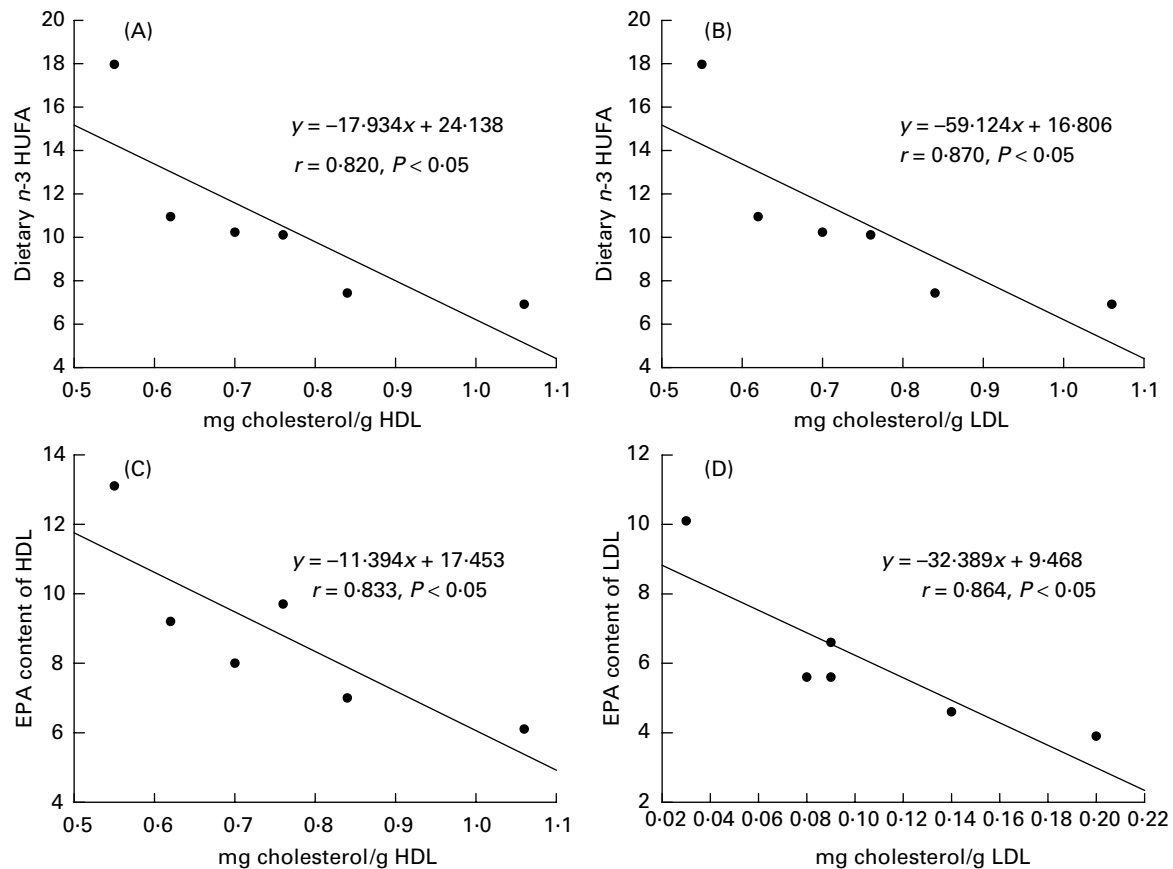 (A)
20
18
16
14
12
10
8
6
4
Dietary n-3 HUFA
y = –17·934x + 24·138
r = 0·820, P < 0·05
0·5 0·6 0·7 0·8 0·9 1·0 1·1
mg cholesterol/g HDL
(B)
20
18
16
14
12
10
8
6
4
Dietary n-3 HUFA
y = –59·124x + 16·806
r = 0·870, P < 0·05
0·5 0·6 0·7 0·8 0·9 1·0 1·1
mg cholesterol/g LDL
(C)
14
12
10
8
6
4
EPA content of HDL
y = –11·394x + 17·453
r = 0·833, P < 0·05
0·5 0·6 0·7 0·8 0·9 1·0 1·1
mg cholesterol/g HDL
(D)
12
10
8
6
4
2
EPA content of LDL
y = –32·389x + 9·468
r = 0·864, P < 0·05
0·02 0·04 0·06 0·08 0·10 0·12 0·14 0·16 0·18 0·20 0·22
mg cholesterol/g LDL